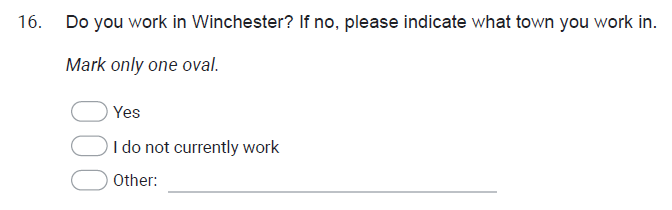 16. Do you work in Winchester? If no, please indicate what town you work in.
Mark only one oval.
Yes
I do not currently work
Other: